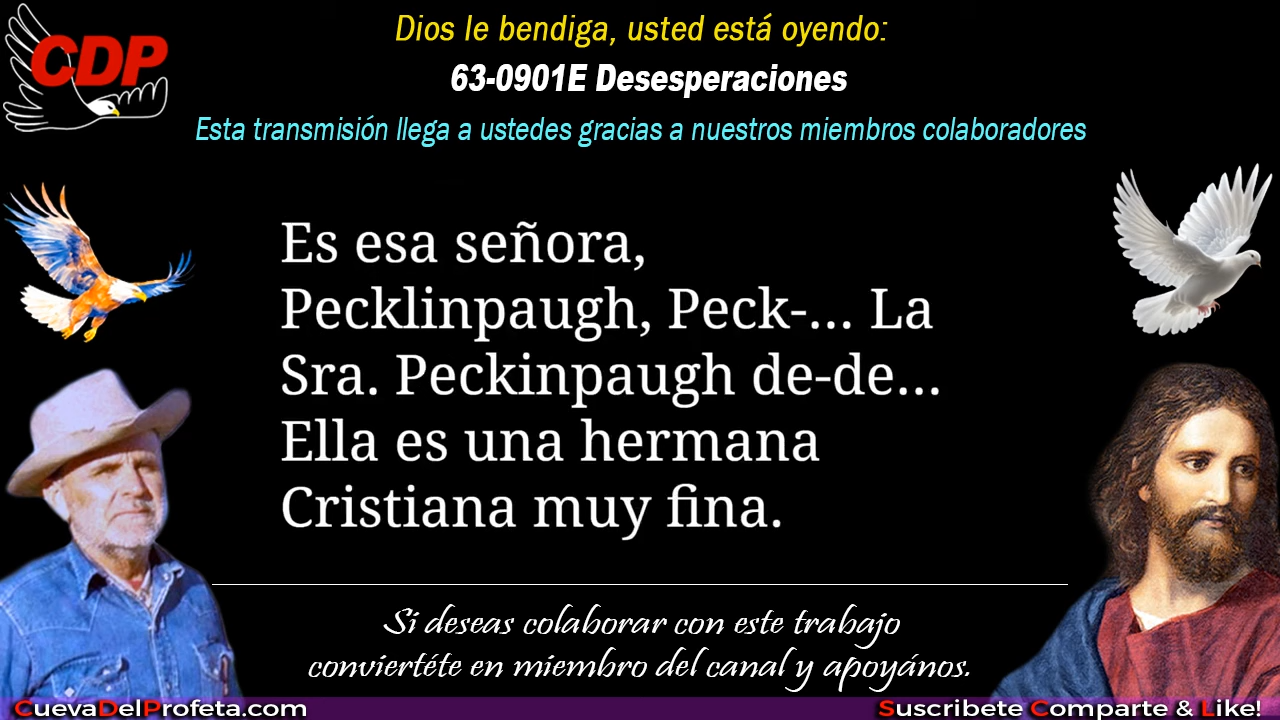 CDP
Dios le bendiga, usted está oyendo:
63-0901E Desesperaciones
Esta transmisión llega a ustedes gracias a nuestros miembros colaboradores
Es esa señora,
Pecklinpaugh, Peck-... La
Sra. Peckinpaugh de-de...
Ella es una hermana
Cristiana muy fina.
Si deseas colaborar con este trabajo
conviertéte en miembro del canal y apoyános.
CuevaDelProfeta.com
Suscribete Comparte & Like!